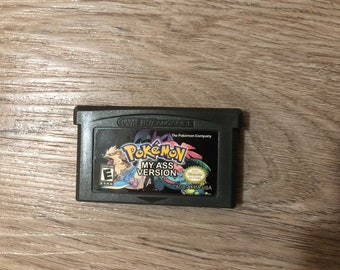 GAME BOY ADVANCE
The Pokémon Company
POKéMON
MY ASS
VERSION
E